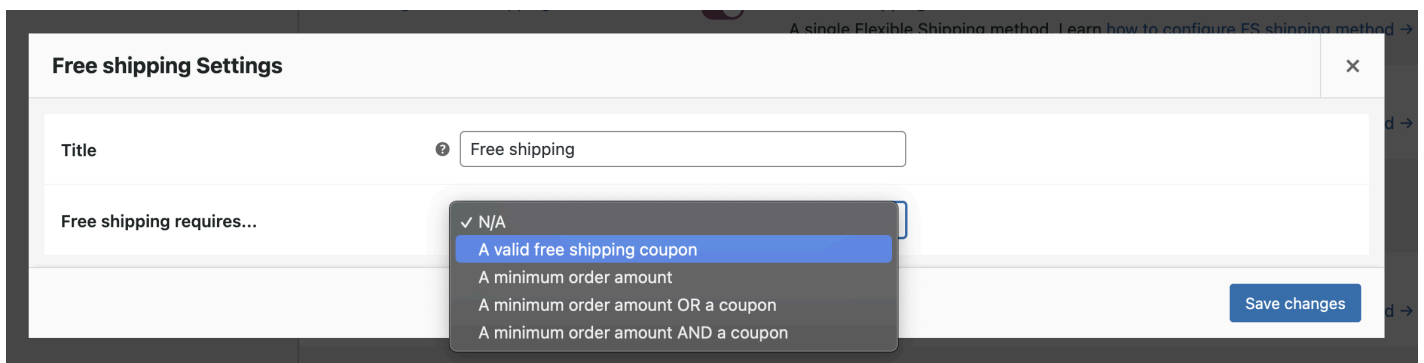 A single Flexible Shipping method. Learn how to configure FS shipping method →
Free shipping Settings
×
d →
Title
?
Free shipping
Free shipping requires...
✓ N/A
A valid free shipping coupon
A minimum order amount
A minimum order amount OR a coupon
A minimum order amount AND a coupon
Save changes
d →